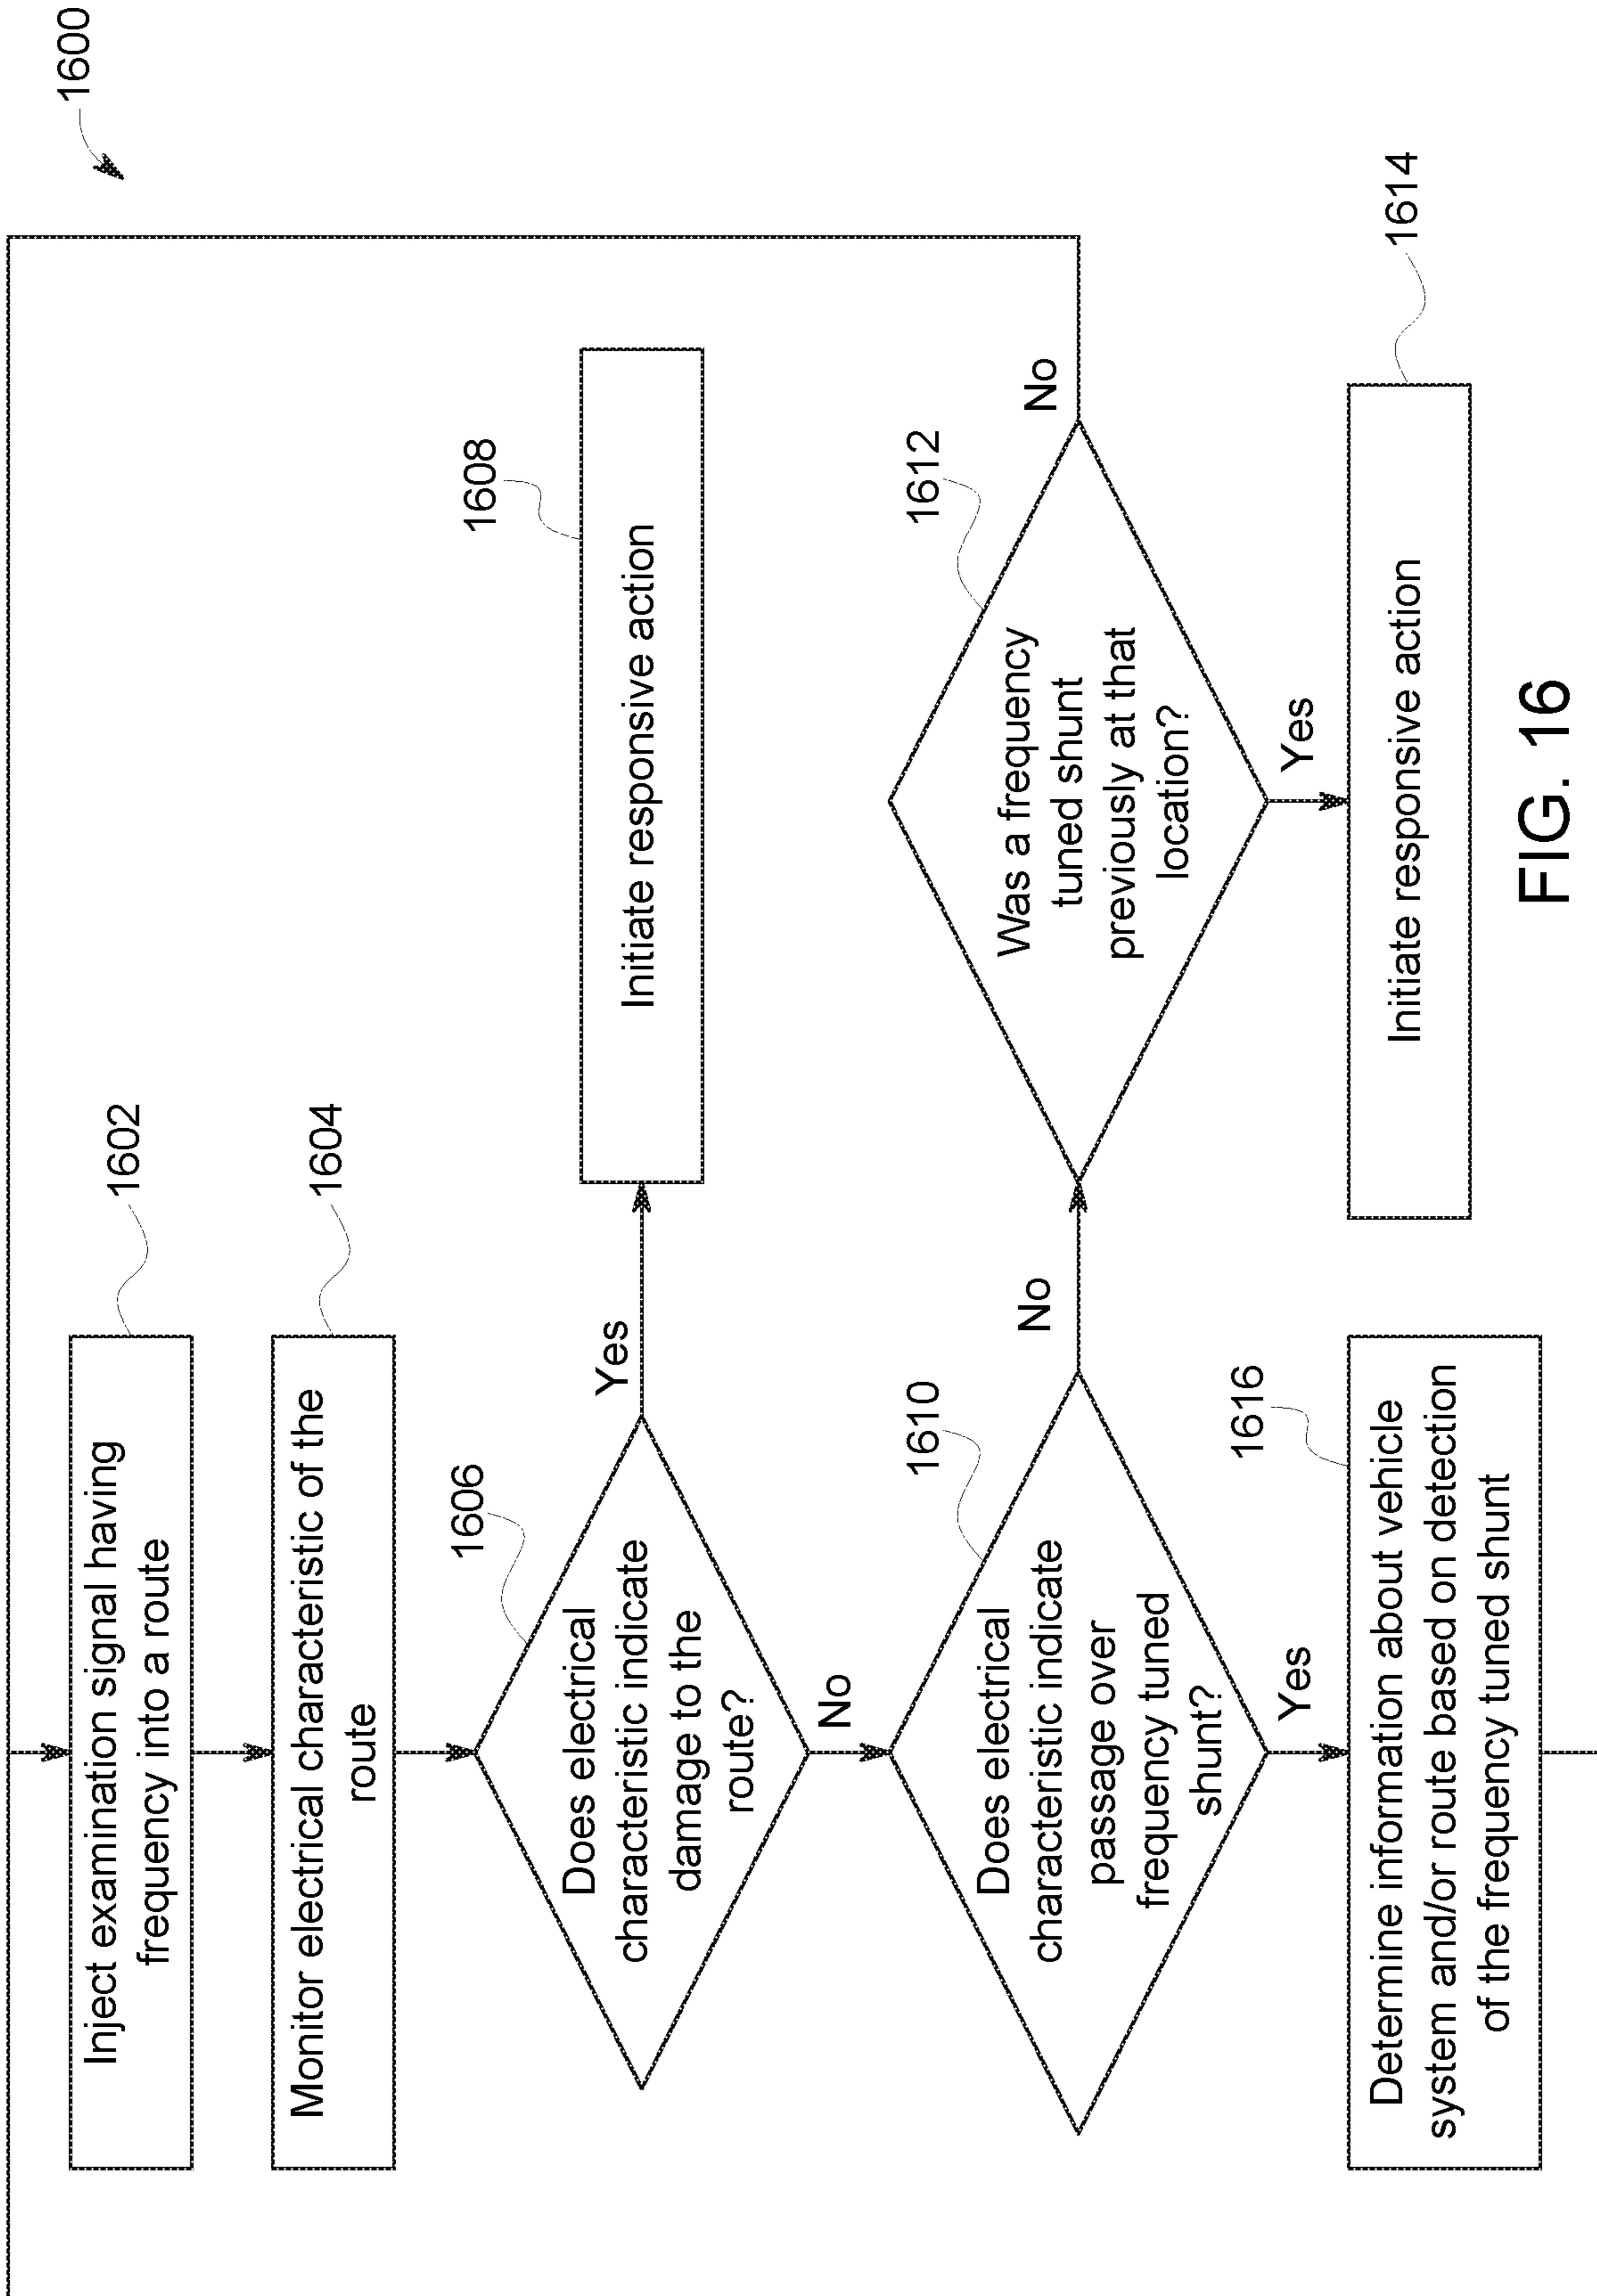 1600
1602
Inject examination signal having
frequency into a route
1604
Monitor electrical characteristic of the
route
1606
Does electrical
characteristic indicate
damage to the
route?
Yes
1608
Initiate responsive action
No
1610
Does electrical
characteristic indicate
passage over
frequency tuned
shunt?
No
1612
Was a frequency
tuned shunt
previously at that
location?
No
Yes
1614
Initiate responsive action
Yes
1616
Determine information about vehicle
system and/or route based on detection
of the frequency tuned shunt
FIG. 16